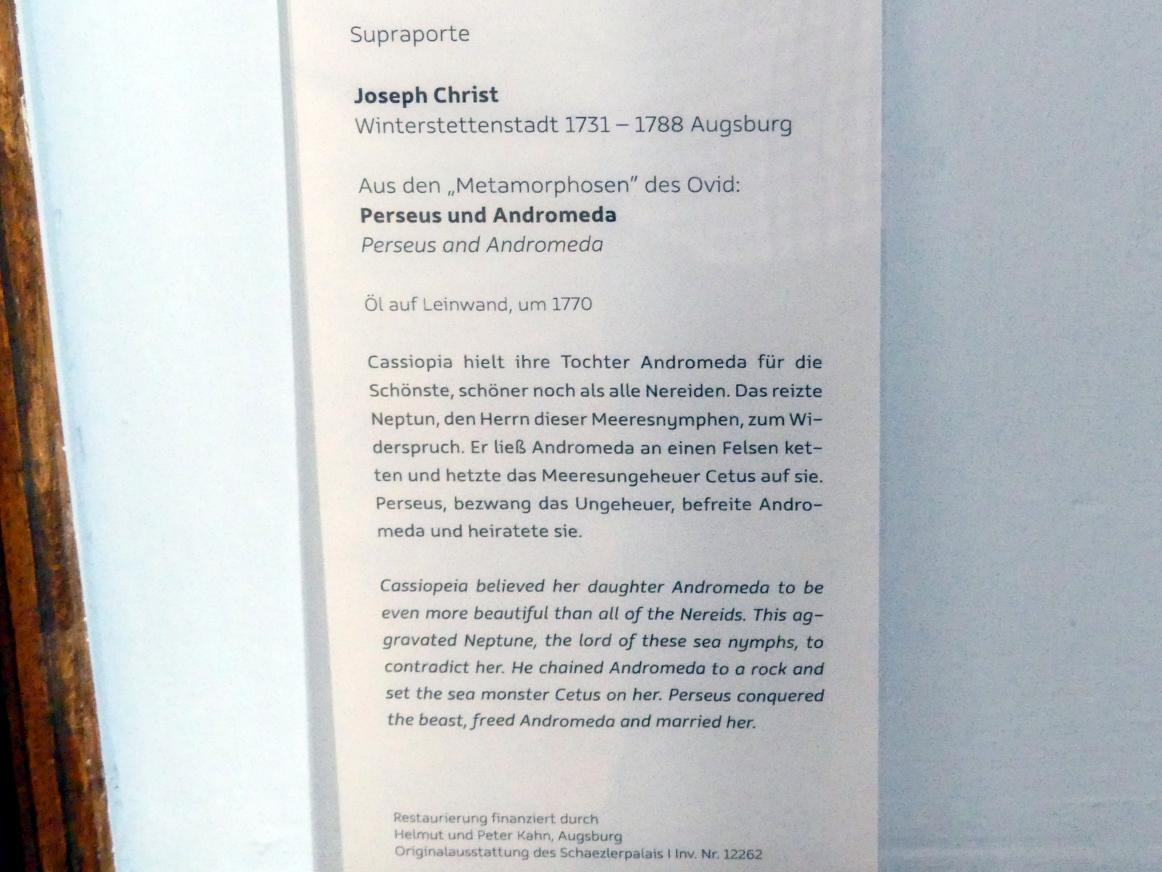 Supraporte
Joseph Christ
Winterstettenstadt 1731 – 1788 Augsburg
Aus den „Metamorphosen” des Ovid:
Perseus und Andromeda
Perseus and Andromeda
Öl auf Leinwand, um 1770
Cassiopia hielt ihre Tochter Andromeda für die
Schönste, schöner noch als alle Nereiden. Das reizte
Neptun, den Herrn dieser Meeresnymphen, zum Wi-
derspruch. Er ließ Andromeda an einen Felsen ket-
ten und hetzte das Meeresungeheuer Cetus auf sie.
Perseus, bezwang das Ungeheuer, befreite Andro-
meda und heiratete sie.
Cassiopeia believed her daughter Andromeda to be
even more beautiful than all of the Nereids. This ag-
gravated Neptune, the lord of these sea nymphs, to
contradict her. He chained Andromeda to a rock and
set the sea monster Cetus on her. Perseus conquered
the beast, freed Andromeda and married her.
Restaurierung finanziert durch
Helmut und Peter Kahn, Augsburg
Originalausstattung des Schaezlerpalais I Inv. Nr. 12262